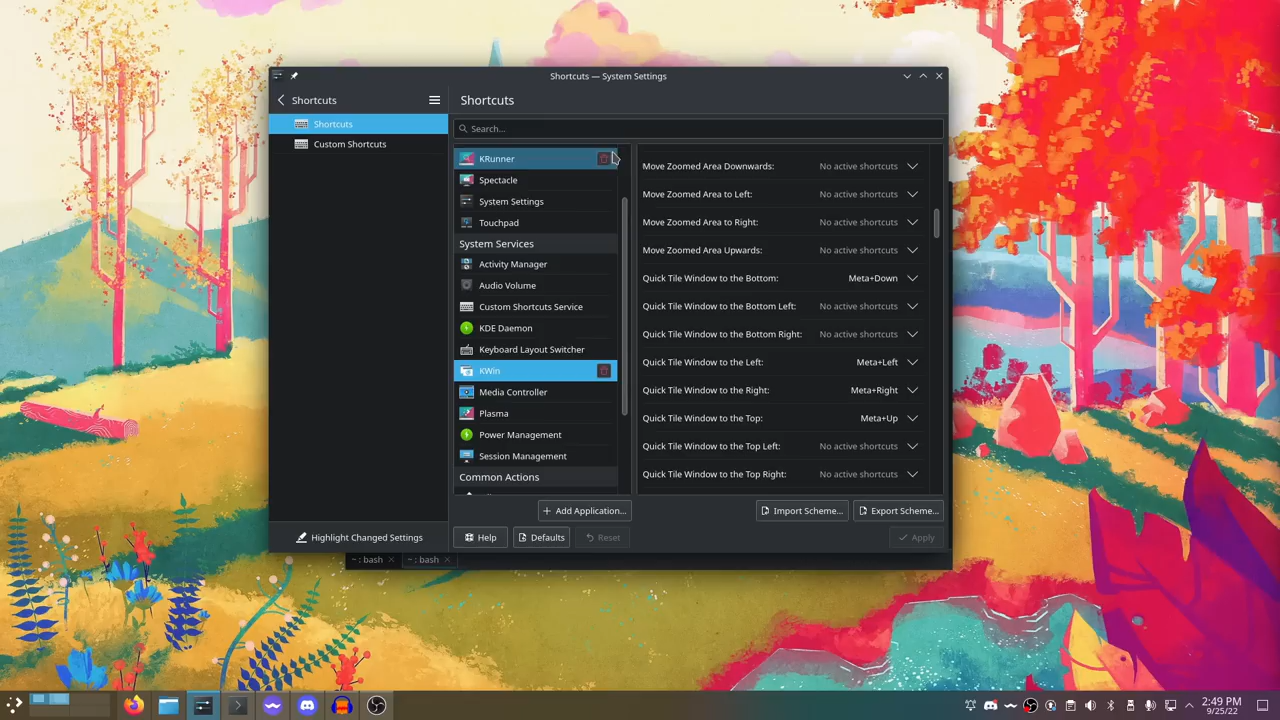 Shortcuts — System Settings
Shortcuts
Shortcuts
Custom Shortcuts
Highlight Changed Settings
Shortcuts
Search...
KRunner
Spectacle
System Settings
Touchpad
System Services
Activity Manager
Audio Volume
Custom Shortcuts Service
KDE Daemon
Keyboard Layout Switcher
KWin
Media Controller
Plasma
Power Management
Session Management
Common Actions
Move Zoomed Area Downwards: No active shortcuts
Move Zoomed Area to Left: No active shortcuts
Move Zoomed Area to Right: No active shortcuts
Move Zoomed Area Upwards: No active shortcuts
Quick Tile Window to the Bottom: Meta+Down
Quick Tile Window to the Bottom Left: No active shortcuts
Quick Tile Window to the Bottom Right: No active shortcuts
Quick Tile Window to the Left: Meta+Left
Quick Tile Window to the Right: Meta+Right
Quick Tile Window to the Top: Meta+Up
Quick Tile Window to the Top Left: No active shortcuts
Quick Tile Window to the Top Right: No active shortcuts
+ Add Application... Import Scheme... Export Scheme...
Help Defaults Reset Apply
~ : bash ~ : bash
2:49 PM
9/25/22